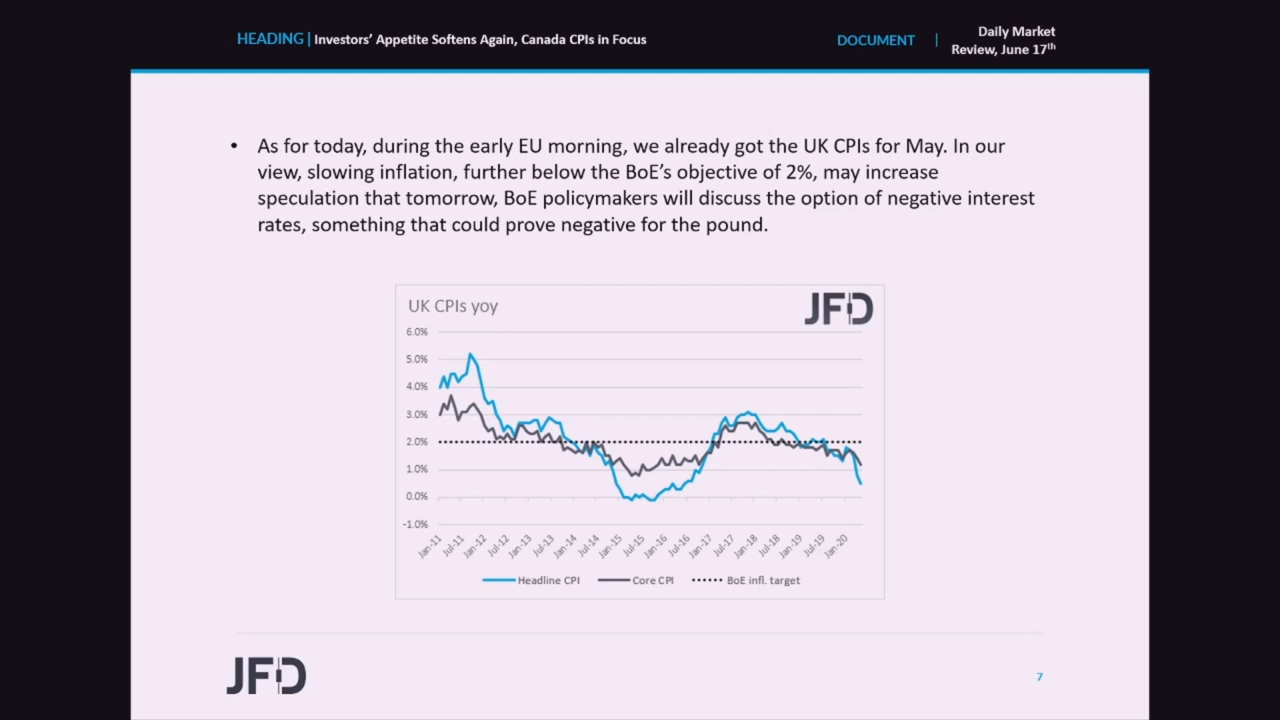 HEADING | Investors' Appetite Softens Again, Canada CPIs in Focus
DOCUMENT | Daily Market
Review, June 17th
• As for today, during the early EU morning, we already got the UK CPIs for May. In our
view, slowing inflation, further below the BoE's objective of 2%, may increase
speculation that tomorrow, BoE policymakers will discuss the option of negative interest
rates, something that could prove negative for the pound.
UK CPIs yoy
JFD
6.0%
5.0%
4.0%
3.0%
2.0%
1.0%
0.0%
-1.0%
Jan-11 Jul-11 Jan-12 Jul-12 Jan-13 Jul-13 Jan-14 Jul-14 Jan-15 Jul-15 Jan-16 Jul-16 Jan-17 Jul-17 Jan-18 Jul-18 Jan-19 Jul-19 Jan-20
Headline CPI Core CPI BoE infl. target
JFD
7